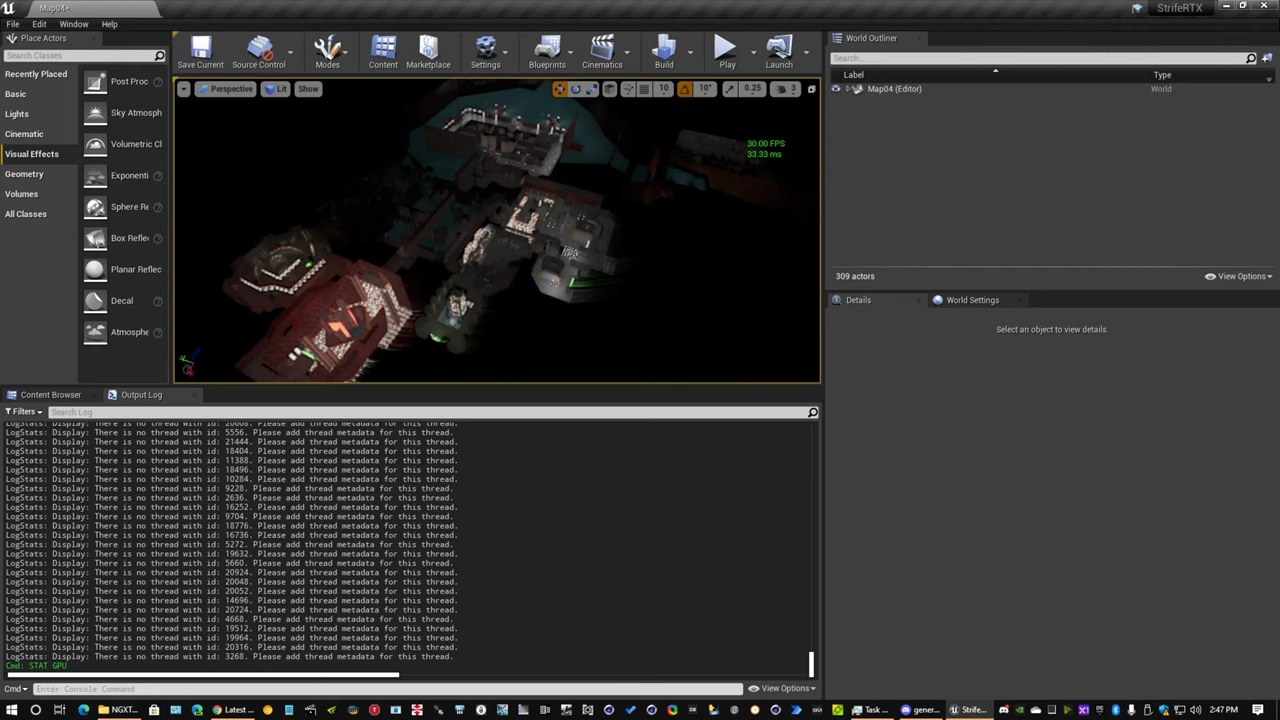 Map04*
StrifeRTX
File Edit Window Help
Place Actors
Search Classes
Recently Placed
Basic
Lights
Cinematic
Visual Effects
Geometry
Volumes
All Classes
Post Proc
Sky Atmosph
Volumetric Cl
Exponenti
Sphere Re
Box Reflec
Planar Reflec
Decal
Atmosphe
Save Current
Source Control
Modes
Content
Marketplace
Settings
Blueprints
Cinematics
Build
Play
Launch
Perspective
Lit
Show
10
10°
0.25
3
30.00 FPS
33.33 ms
World Outliner
Search...
Label
Type
Map04 (Editor)
World
309 actors
View Options
Details
World Settings
Select an object to view details.
Content Browser
Output Log
Filters
Search Log
LogStats: Display: There is no thread with id: 20008. Please add thread metadata for this thread.
LogStats: Display: There is no thread with id: 5556. Please add thread metadata for this thread.
LogStats: Display: There is no thread with id: 21444. Please add thread metadata for this thread.
LogStats: Display: There is no thread with id: 18404. Please add thread metadata for this thread.
LogStats: Display: There is no thread with id: 11388. Please add thread metadata for this thread.
LogStats: Display: There is no thread with id: 18496. Please add thread metadata for this thread.
LogStats: Display: There is no thread with id: 10284. Please add thread metadata for this thread.
LogStats: Display: There is no thread with id: 9228. Please add thread metadata for this thread.
LogStats: Display: There is no thread with id: 2636. Please add thread metadata for this thread.
LogStats: Display: There is no thread with id: 16252. Please add thread metadata for this thread.
LogStats: Display: There is no thread with id: 9704. Please add thread metadata for this thread.
LogStats: Display: There is no thread with id: 18776. Please add thread metadata for this thread.
LogStats: Display: There is no thread with id: 16736. Please add thread metadata for this thread.
LogStats: Display: There is no thread with id: 5272. Please add thread metadata for this thread.
LogStats: Display: There is no thread with id: 19632. Please add thread metadata for this thread.
LogStats: Display: There is no thread with id: 5660. Please add thread metadata for this thread.
LogStats: Display: There is no thread with id: 20924. Please add thread metadata for this thread.
LogStats: Display: There is no thread with id: 20048. Please add thread metadata for this thread.
LogStats: Display: There is no thread with id: 20052. Please add thread metadata for this thread.
LogStats: Display: There is no thread with id: 14696. Please add thread metadata for this thread.
LogStats: Display: There is no thread with id: 20724. Please add thread metadata for this thread.
LogStats: Display: There is no thread with id: 4668. Please add thread metadata for this thread.
LogStats: Display: There is no thread with id: 19512. Please add thread metadata for this thread.
LogStats: Display: There is no thread with id: 19964. Please add thread metadata for this thread.
LogStats: Display: There is no thread with id: 20316. Please add thread metadata for this thread.
LogStats: Display: There is no thread with id: 3268. Please add thread metadata for this thread.
Cmd: STAT GPU
Cmd
Enter Console Command
View Options
NGXT...
Latest ...
Task ...
gener...
Strife...
2:47 PM